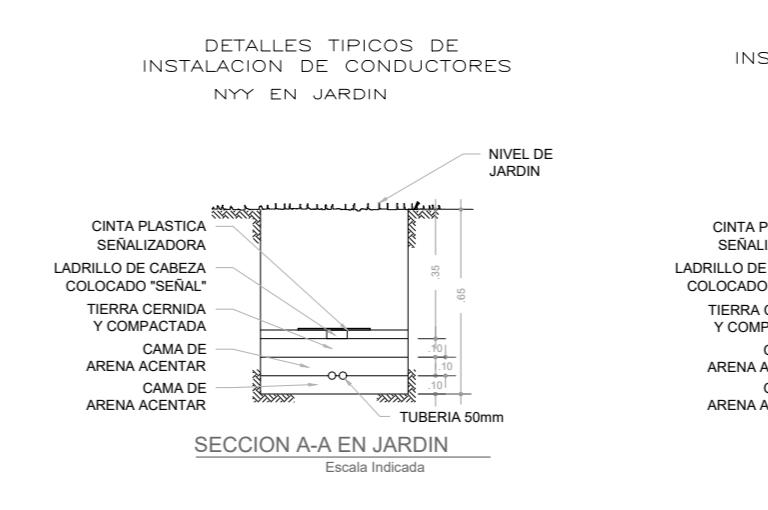 DETALLES TIPICOS DE
INSTALACION DE CONDUCTORES
NYY EN JARDIN
INS
NIVEL DE
JARDIN
CINTA PLASTICA
SEÑALIZADORA
LADRILLO DE CABEZA
COLOCADO "SEÑAL"
TIERRA CERNIDA
Y COMPACTADA
CAMA DE
ARENA ACENTAR
CAMA DE
ARENA ACENTAR
.35
.65
.10
.10
.10
TUBERIA 50mm
SECCION A-A EN JARDIN
Escala Indicada
CINTA P
SEÑALI
LADRILLO DE
COLOCADO
TIERRA C
Y COMP
C
ARENA A
C
ARENA A